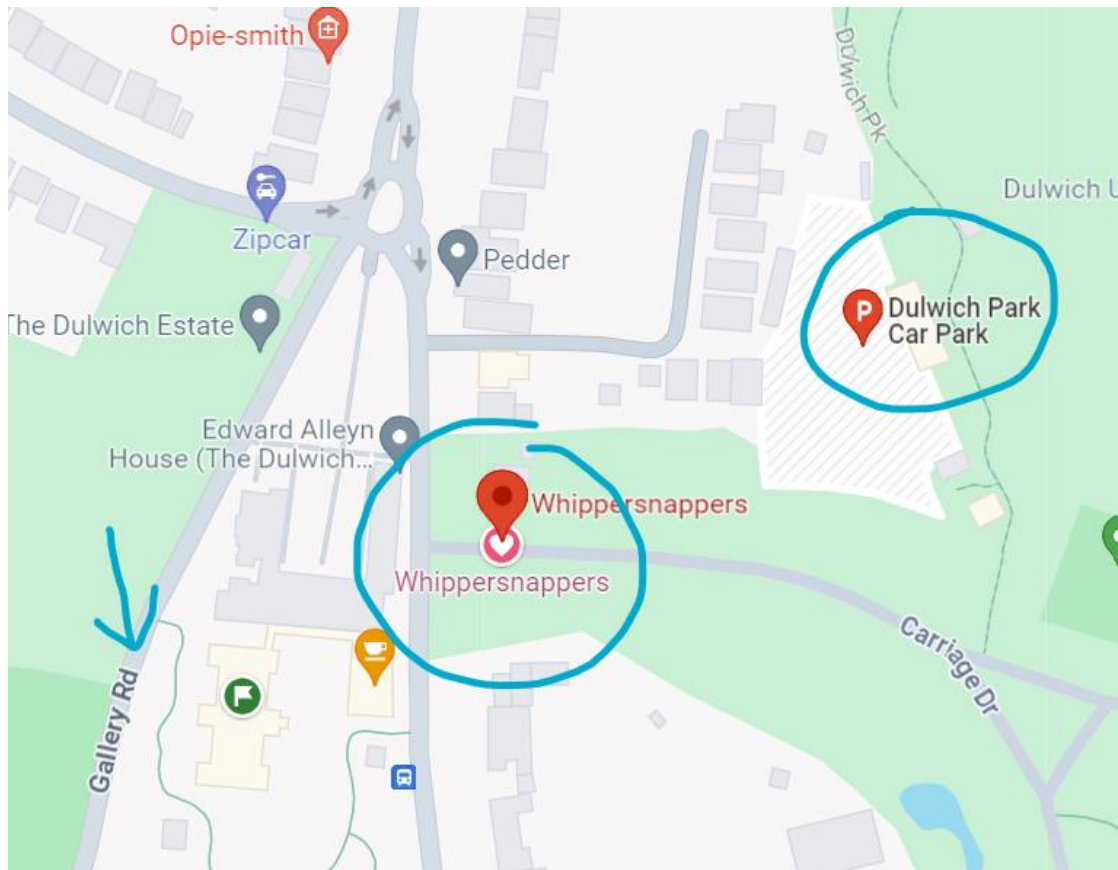 Opie-smith
Dulwich Pk
Dulwich U
Zipcar
Pedder
The Dulwich Estate
P
Dulwich Park
Car Park
Edward Alleyn
House (The Dulwich...
Whippersnappers
Whippersnappers
Carriage Dr
Gallery Rd